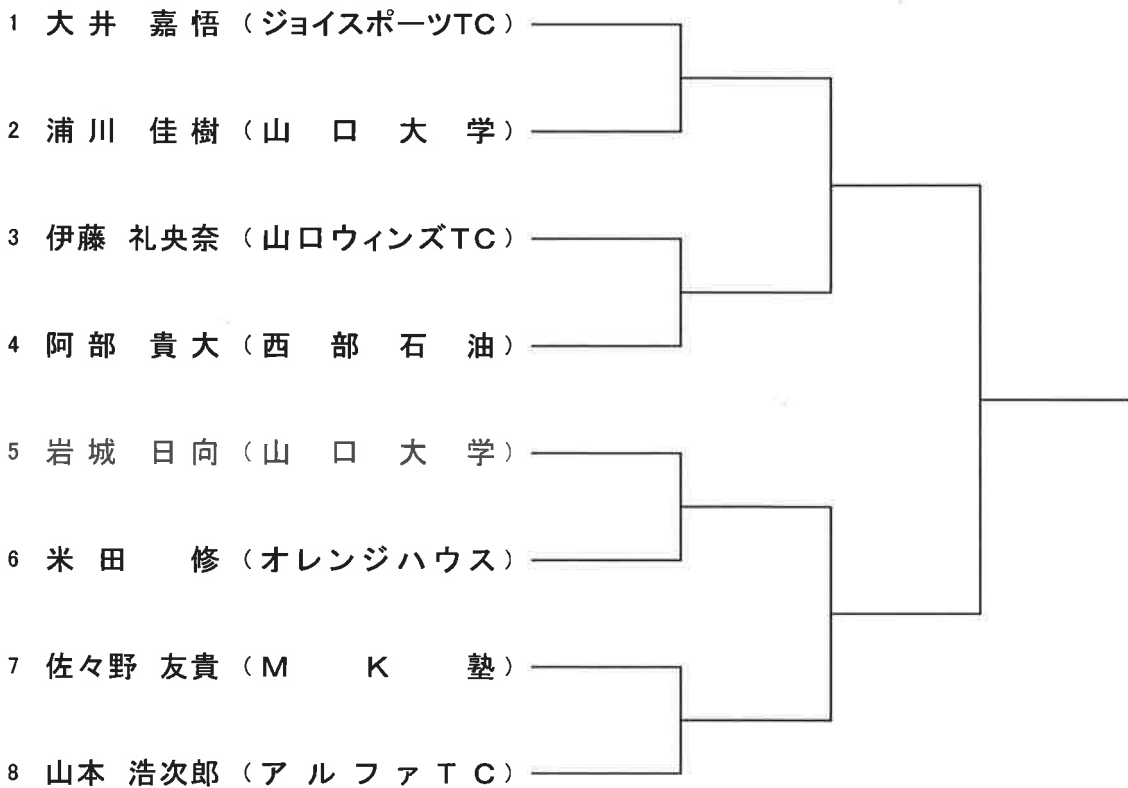 1 大井 嘉悟 (ジョイスポーツTC)
2 浦川 佳樹 (山口大学)
3 伊藤 礼央奈 (山口ウィンズTC)
4 阿部 貴大 (西部石油)
5 岩城 日向 (山口大学)
6 米田 修 (オレンジハウス)
7 佐々野 友貴 (MK塾)
8 山本 浩次郎 (アルファTC)